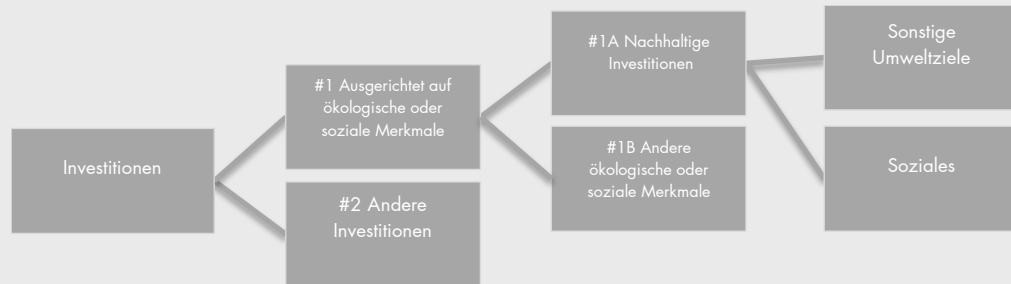 Investitionen
#1 Ausgerichtet auf
ökologische oder
soziale Merkmale
#2 Andere
Investitionen
#1A Nachhaltige
Investitionen
#1B Andere
ökologische oder
soziale Merkmale
Sonstige
Umweltziele
Soziales